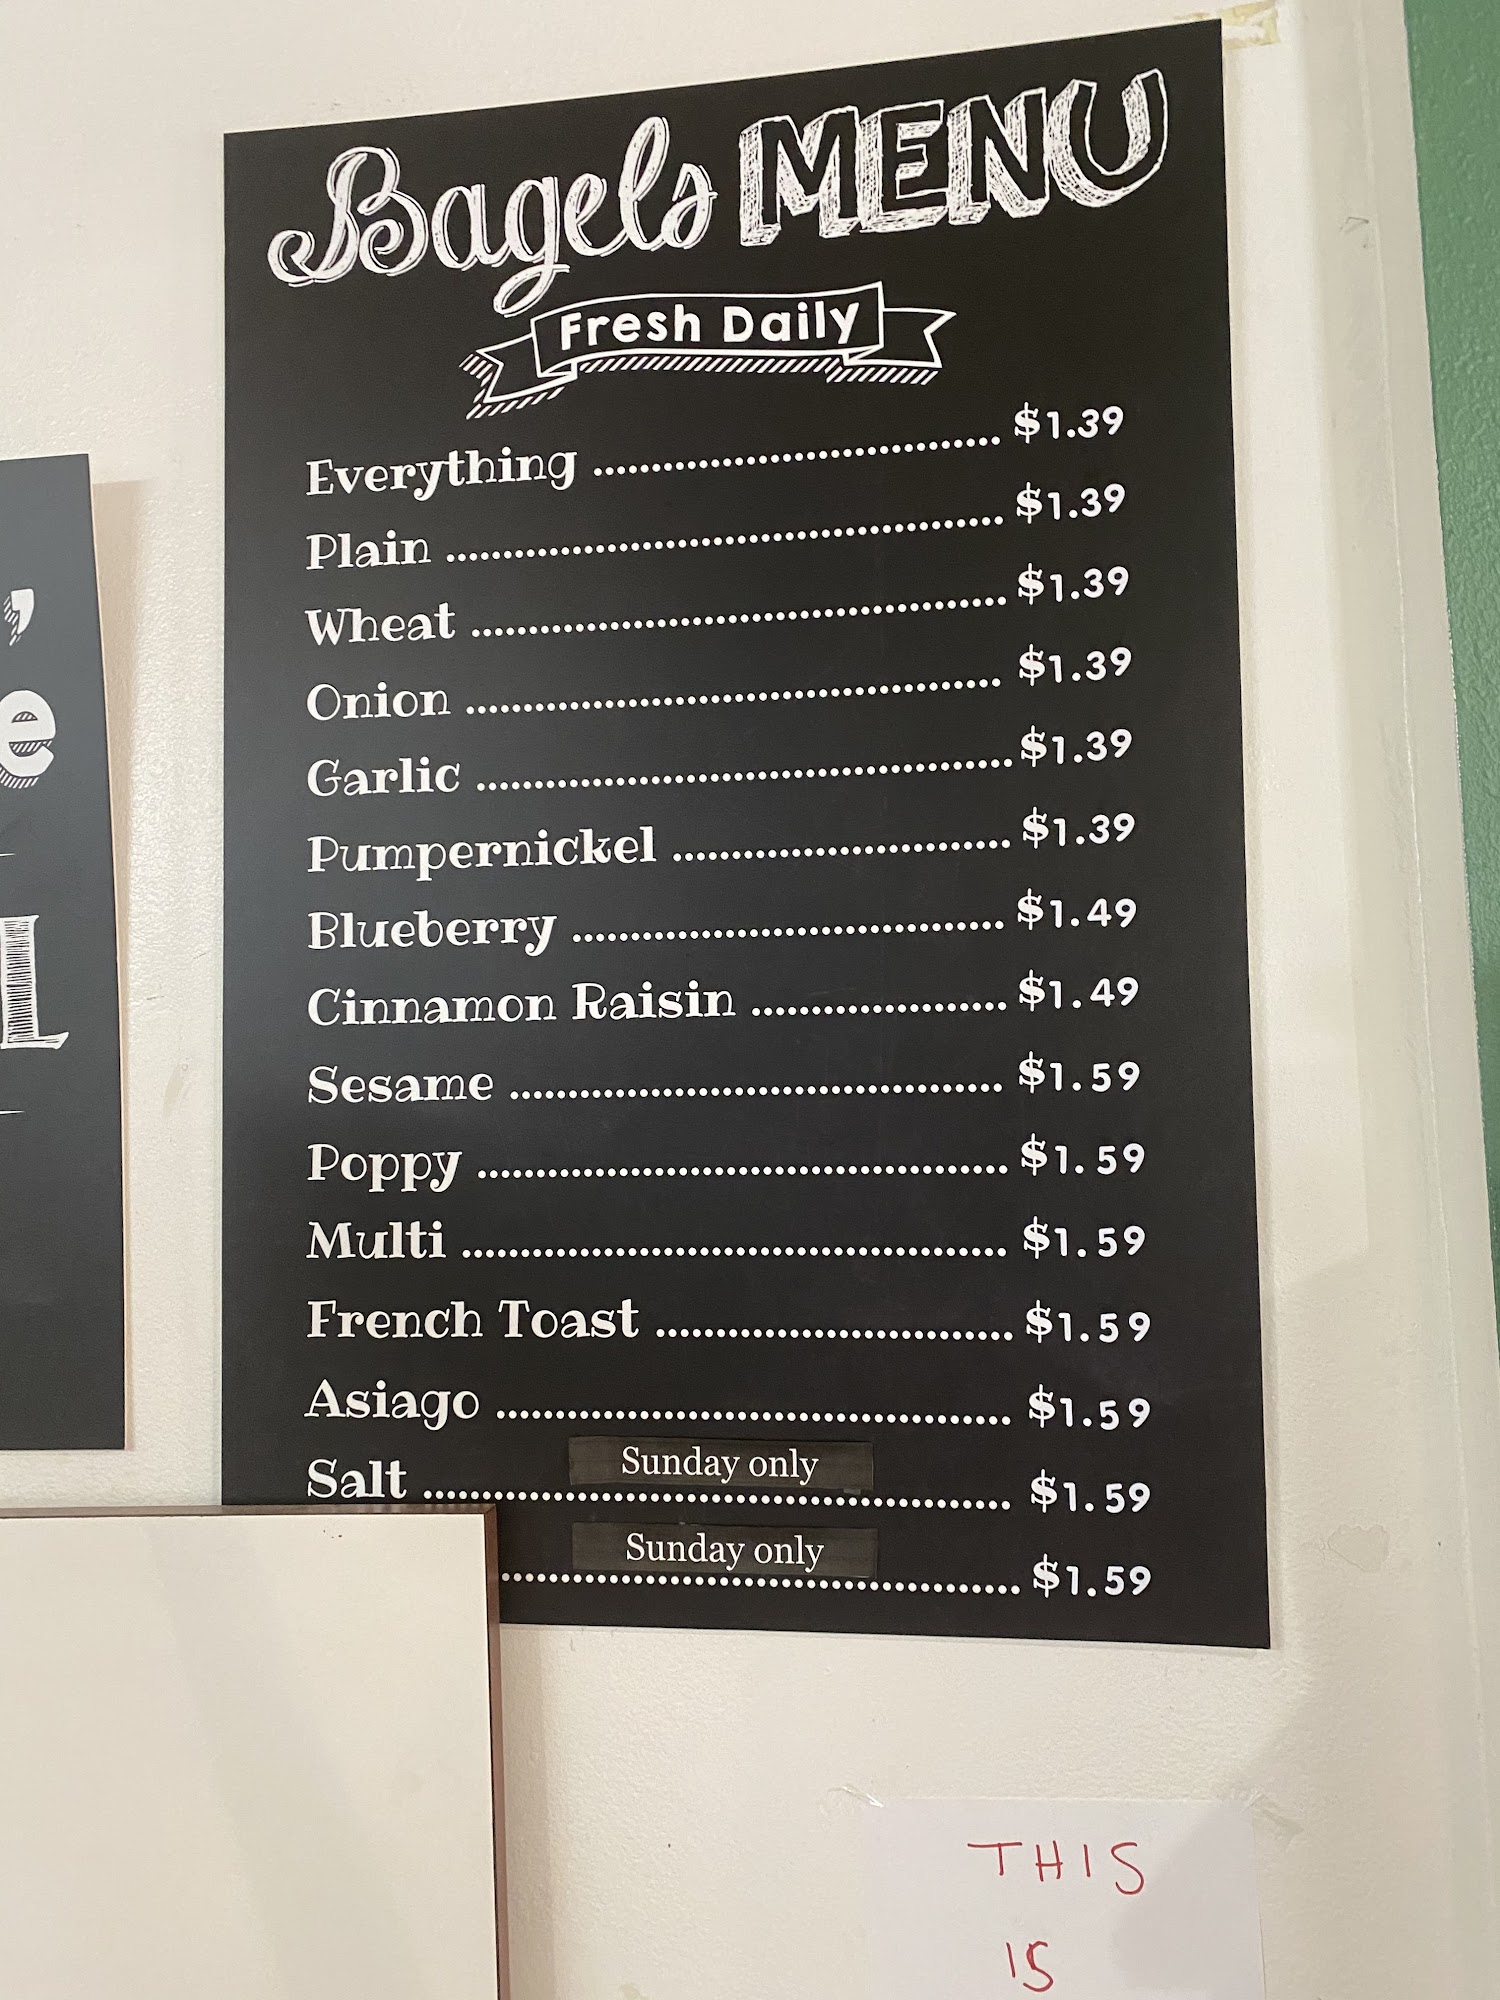 Bagels MENU
Fresh Daily
Everything ........................................ $1.39
Plain ........................................ $1.39
Wheat ........................................ $1.39
Onion ........................................ $1.39
Garlic ........................................ $1.39
Pumpernickel ........................................ $1.39
Blueberry ........................................ $1.49
Cinnamon Raisin ........................................ $1.49
Sesame ........................................ $1.59
Poppy ........................................ $1.59
Multi ........................................ $1.59
French Toast ........................................ $1.59
Asiago ........................................ $1.59
Sunday only
Salt ........................................ $1.59
Sunday only
........................................ $1.59
,
e
L
THIS
IS